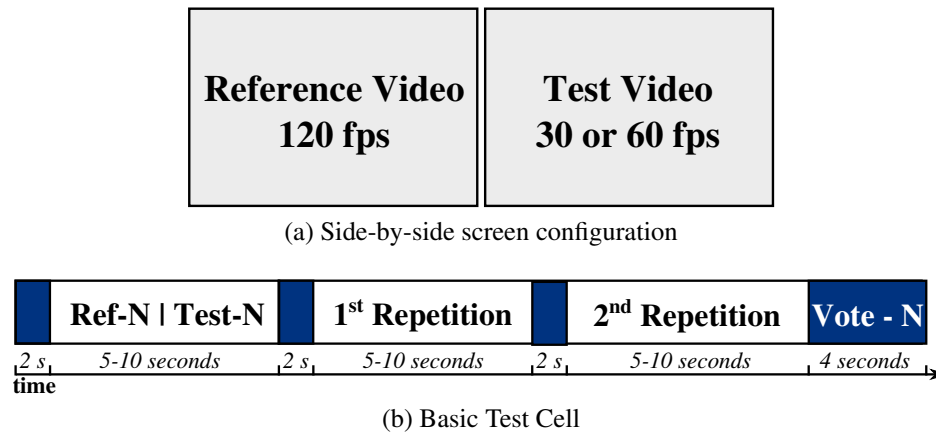 Reference Video
120 fps
Test Video
30 or 60 fps
(a) Side-by-side screen configuration
Ref-N | Test-N 1st Repetition 2nd Repetition Vote - N
2 s 5-10 seconds 2 s 5-10 seconds 2 s 5-10 seconds 4 seconds
time
(b) Basic Test Cell